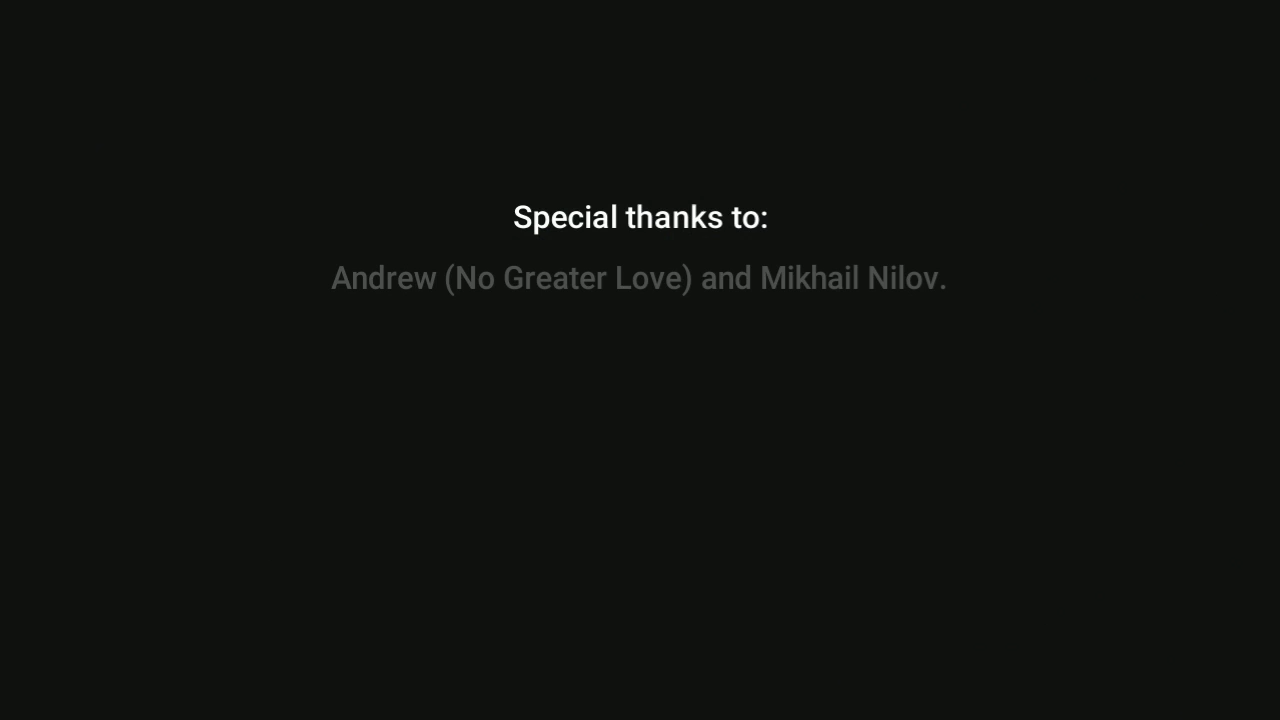 Special thanks to:
Andrew (No Greater Love) and Mikhail Nilov.